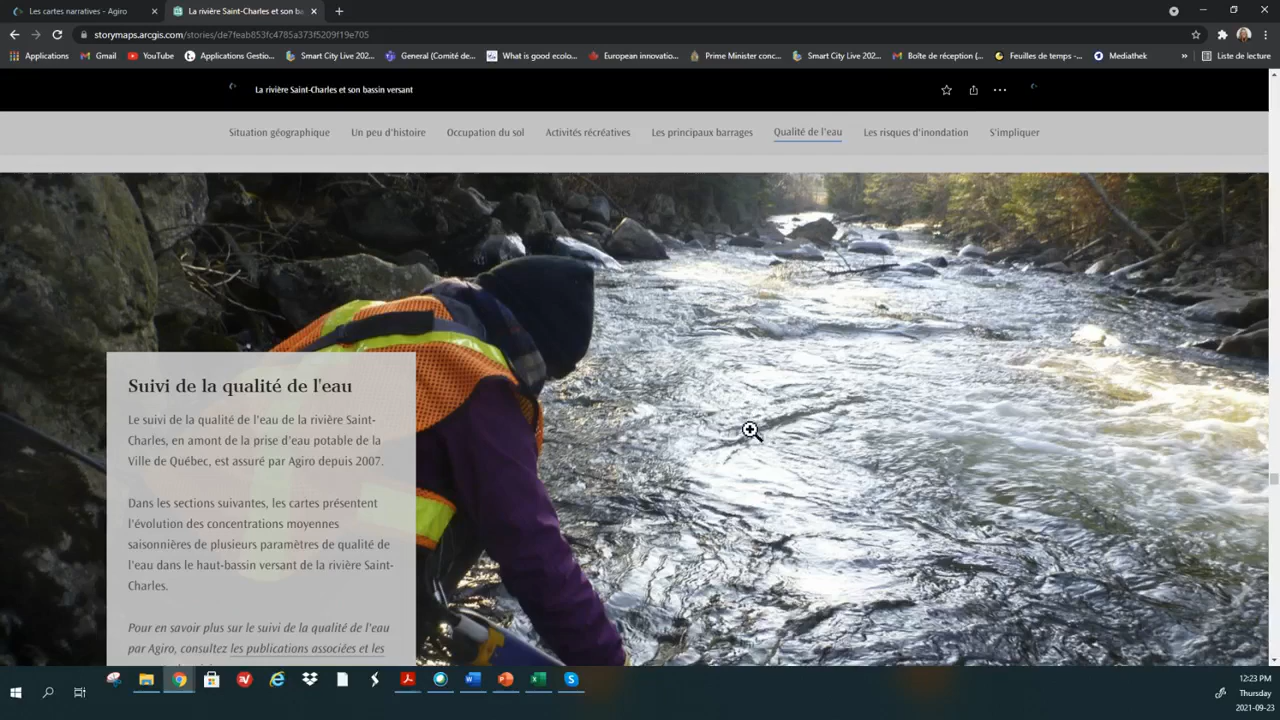 Les cartes narratives - Agiro
La rivière Saint-Charles et son ba
storymaps.arcgis.com/stories/de7feab853fc4785a373f5209f19e705
Applications
Gmail
YouTube
Applications Gestio...
Smart City Live 202...
General (Comité de...
What is good ecolo...
European innovatio...
Prime Minister conc...
Smart City Live 202...
Boîte de réception (...
Feuilles de temps -...
Mediathek
»
Liste de lecture
La rivière Saint-Charles et son bassin versant
Situation géographique
Un peu d'histoire
Occupation du sol
Activités récréatives
Les principaux barrages
Qualité de l'eau
Les risques d'inondation
S'impliquer
Suivi de la qualité de l'eau
Le suivi de la qualité de l'eau de la rivière Saint-
Charles, en amont de la prise d'eau potable de la
Ville de Québec, est assuré par Agiro depuis 2007.
Dans les sections suivantes, les cartes présentent
l'évolution des concentrations moyennes
saisonnières de plusieurs paramètres de qualité de
l'eau dans le haut-bassin versant de la rivière Saint-
Charles.
Pour en savoir plus sur le suivi de la qualité de l'eau
par Agiro, consultez les publications associées et les
12:23 PM
Thursday
2021-09-23